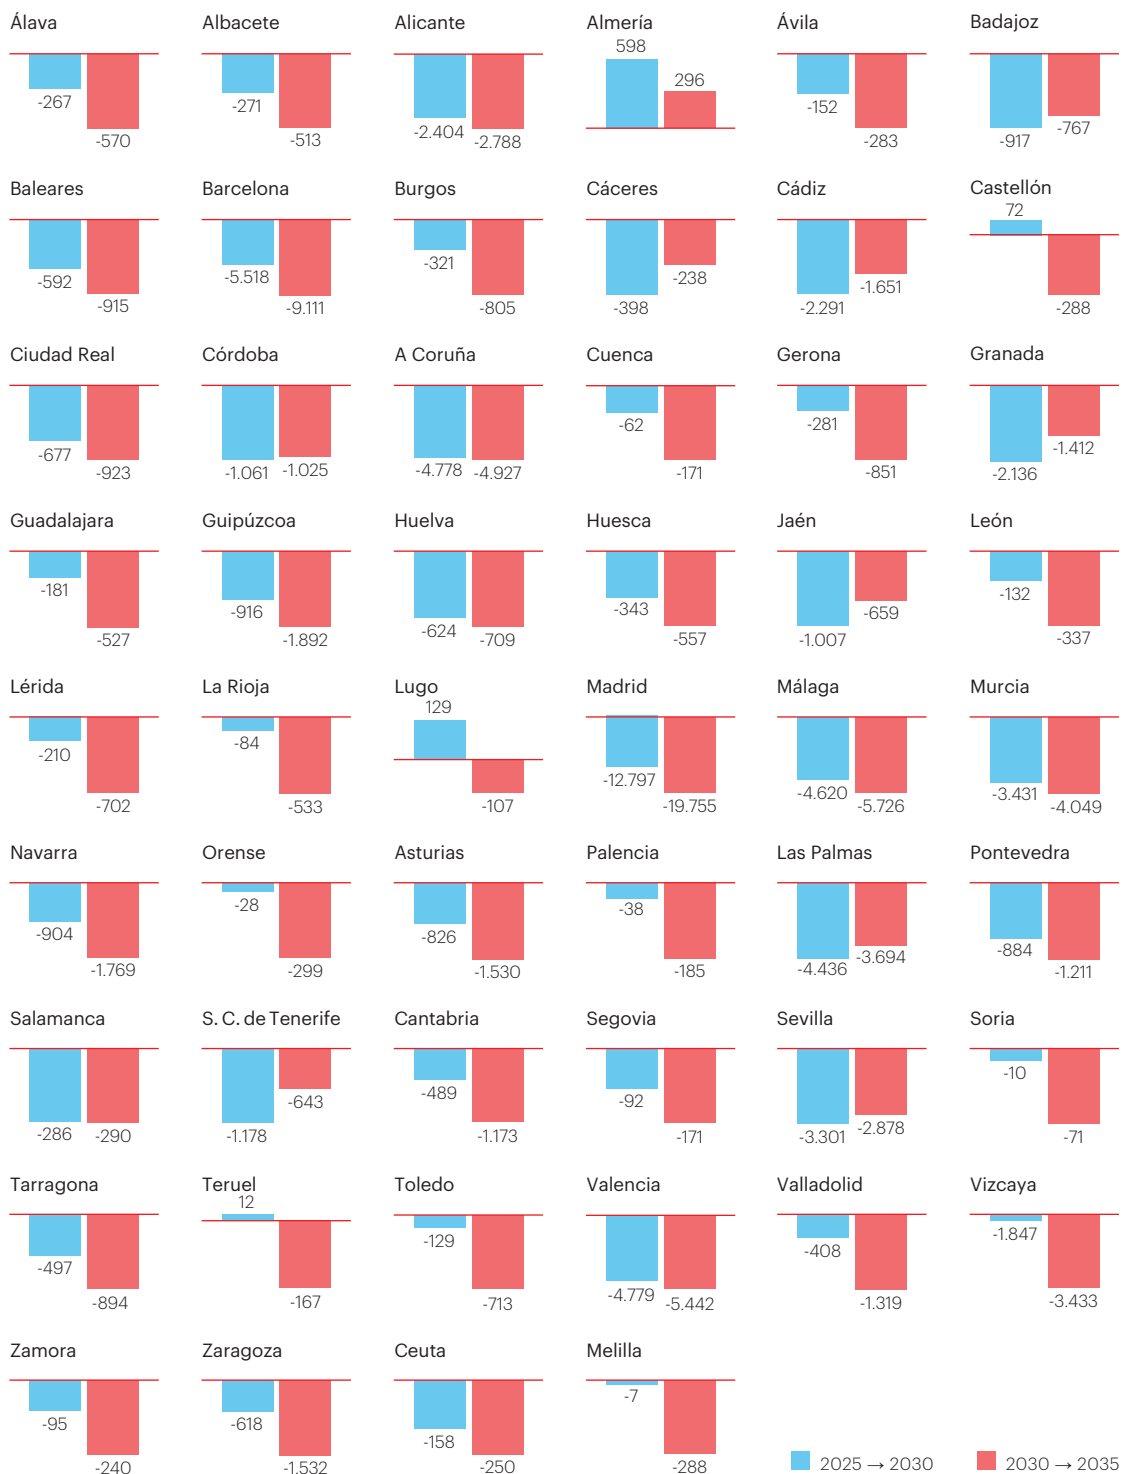 Álava
-267
-570
Albacete
-271
-513
Alicante
-2.404
-2.788
Almería
598
296
Ávila
-152
-283
Badajoz
-917
-767
Baleares
-592
-915
Barcelona
-5.518
-9.111
Burgos
-321
-805
Cáceres
-398
-238
Cádiz
-2.291
-1.651
Castellón
72
-288
Ciudad Real
-677
-923
Córdoba
-1.061
-1.025
A Coruña
-4.778
-4.927
Cuenca
-62
-171
Gerona
-281
-851
Granada
-2.136
-1.412
Guadalajara
-181
-527
Guipúzcoa
-916
-1.892
Huelva
-624
-709
Huesca
-343
-557
Jaén
-1.007
-659
León
-132
-337
Lérida
-210
-702
La Rioja
-84
-533
Lugo
129
-107
Madrid
-12.797
-19.755
Málaga
-4.620
-5.726
Murcia
-3.431
-4.049
Navarra
-904
-1.769
Orense
-28
-299
Asturias
-826
-1.530
Palencia
-38
-185
Las Palmas
-4.436
-3.694
Pontevedra
-884
-1.211
Salamanca
-286
-290
S. C. de Tenerife
-1.178
-643
Cantabria
-489
-1.173
Segovia
-92
-171
Sevilla
-3.301
-2.878
Soria
-10
-71
Tarragona
-497
-894
Teruel
12
-167
Toledo
-129
-713
Valencia
-4.779
-5.442
Valladolid
-408
-1.319
Vizcaya
-1.847
-3.433
Zamora
-95
-240
Zaragoza
-618
-1.532
Ceuta
-158
-250
Melilla
-7
-288
2025 → 2030
2030 → 2035